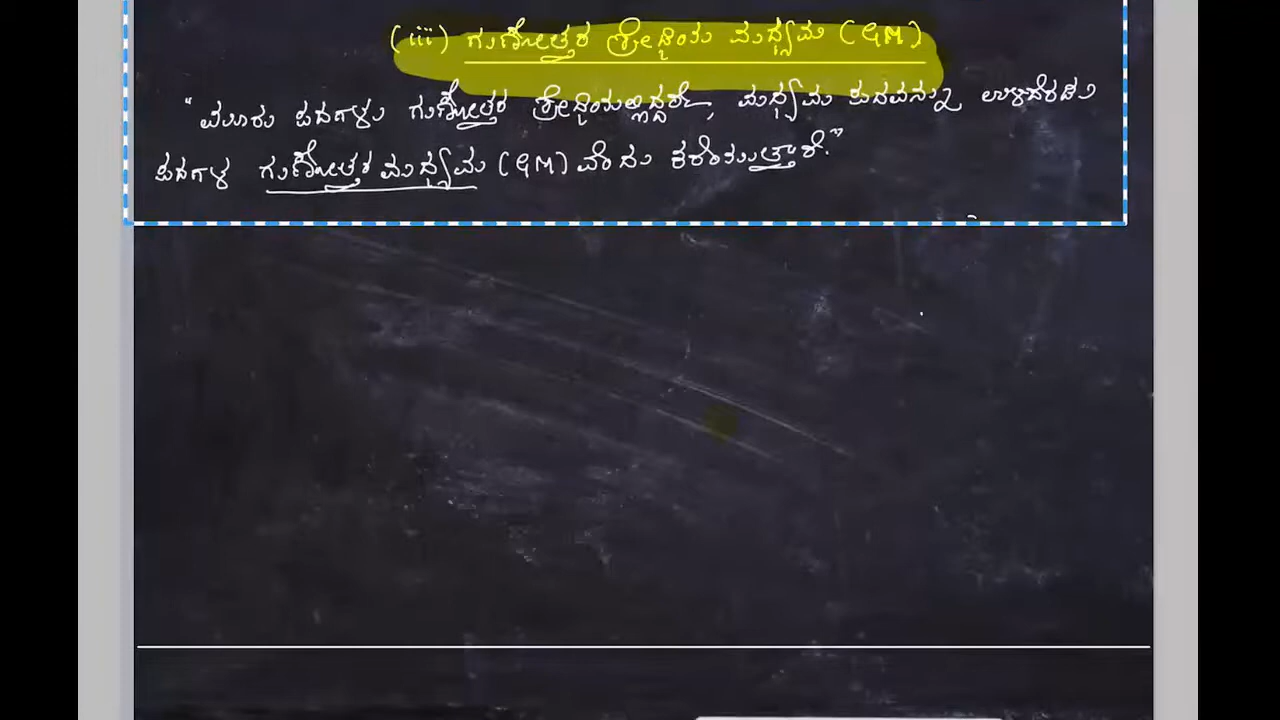 (iii) ಗುಣೋತ್ತರ ಶ್ರೇಢಿಯ ಮಧ್ಯಮ (GM)
"ಮೂರು ಪದಗಳು ಗುಣೋತ್ತರ ಶ್ರೇಢಿಯಲ್ಲಿದ್ದರೆ, ಮಧ್ಯಮ ಪದವನ್ನು ಉಳಿದೆರಡು
ಪದಗಳ ಗುಣೋತ್ತರ ಮಧ್ಯಮ (GM) ವೆಂದು ಕರೆಯುತ್ತಾರೆ."